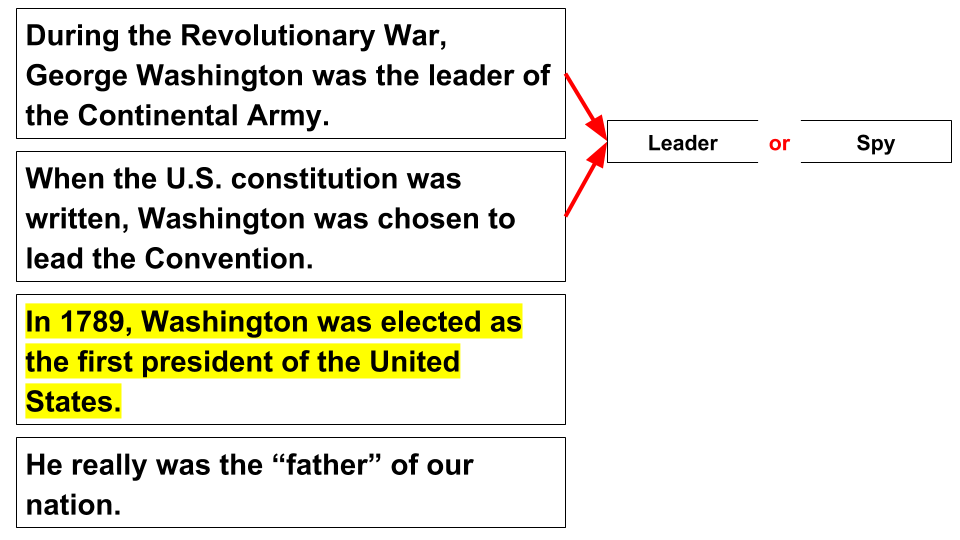 During the Revolutionary War,
George Washington was the leader of
the Continental Army.
Leader or Spy
When the U.S. constitution was
written, Washington was chosen to
lead the Convention.
In 1789, Washington was elected as
the first president of the United
States.
He really was the “father” of our
nation.